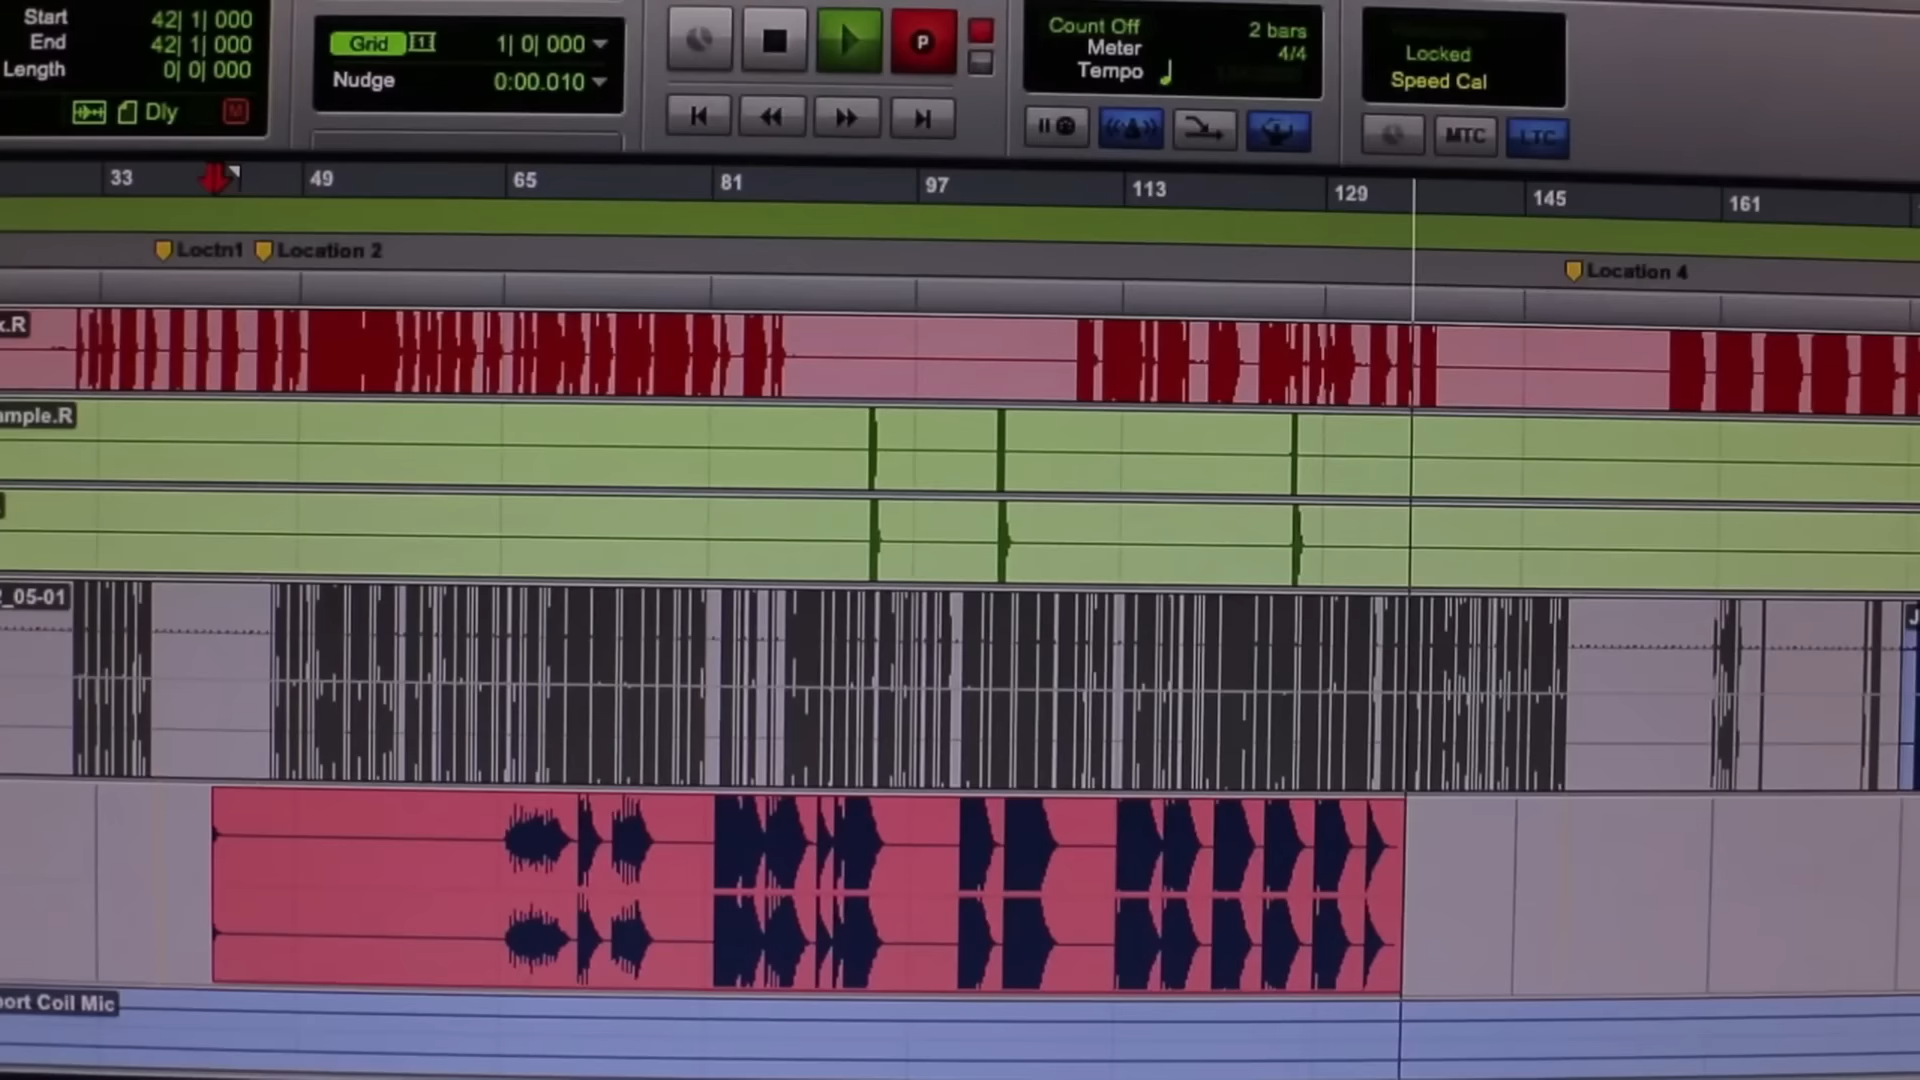 Start 42| 1| 000
End 42| 1| 000
Length 0| 0| 000
Dly M
Grid 1| 0| 000
Nudge 0:00.010
P
Count Off 2 bars
Meter 4/4
Tempo
Locked
Speed Cal
MTC LTC
33 49 65 81 97 113 129 145 161
Loctn1 Location 2 Location 4
.R
ample.R
_05-01
J
ort Coil Mic